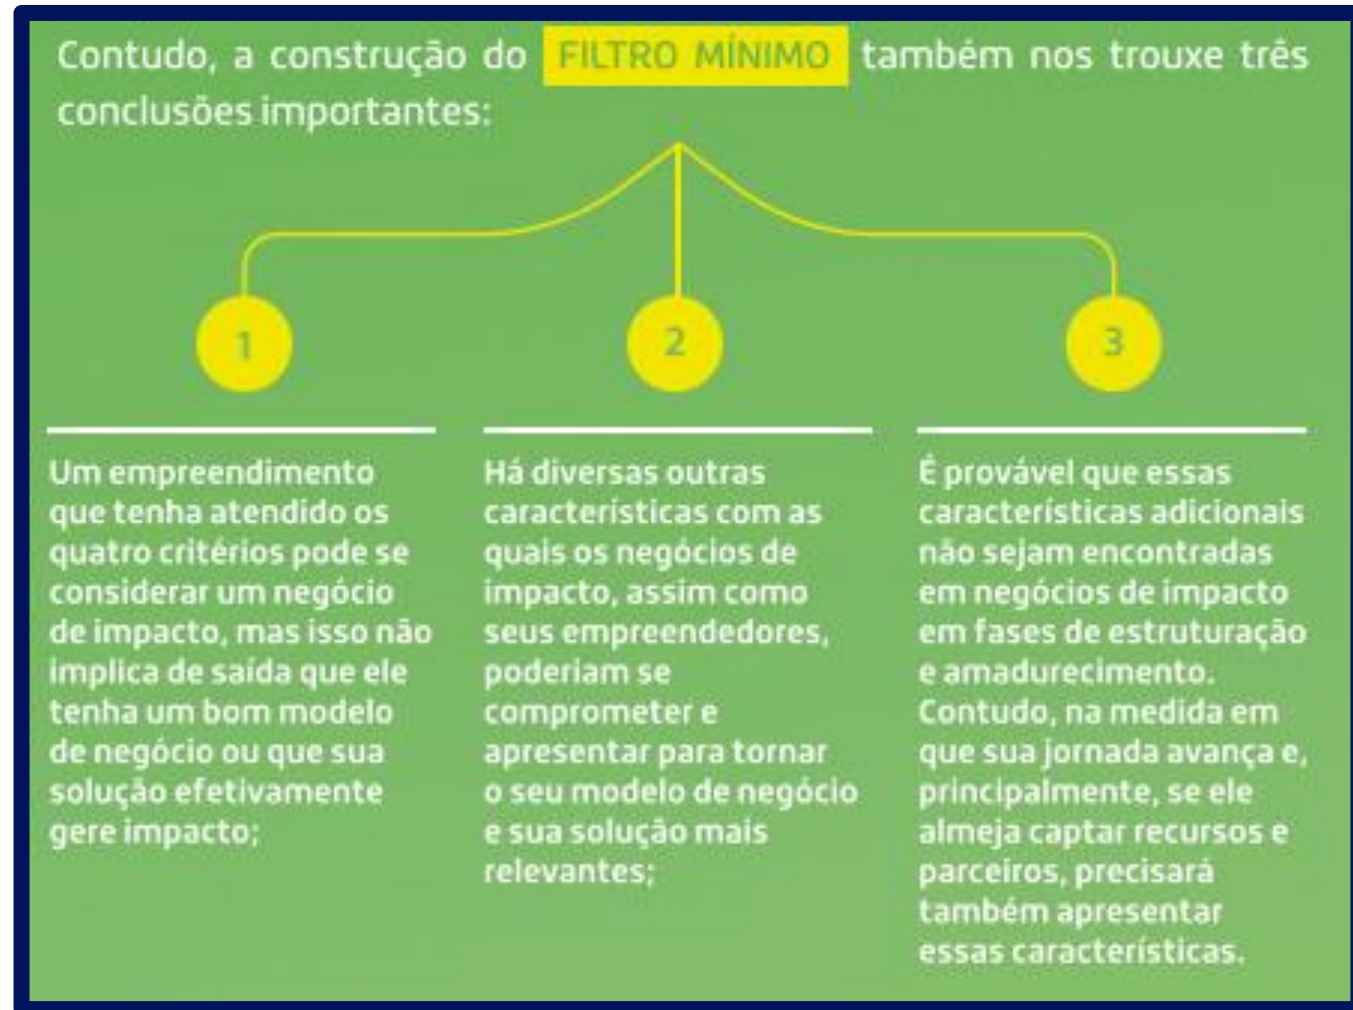 Contudo, a construção do FILTRO MÍNIMO também nos trouxe três
conclusões importantes:
1
2
3
Um empreendimento
que tenha atendido os
quatro critérios pode se
considerar um negócio
de impacto, mas isso não
implica de saída que ele
tenha um bom modelo
de negócio ou que sua
solução efetivamente
gere impacto;
Há diversas outras
características com as
quais os negócios de
impacto, assim como
seus empreendedores,
poderiam se
comprometer e
apresentar para tornar
o seu modelo de negócio
e sua solução mais
relevantes;
É provável que essas
características adicionais
não sejam encontradas
em negócios de impacto
em fases de estruturação
e amadurecimento.
Contudo, na medida em
que sua jornada avança e,
principalmente, se ele
almeja captar recursos e
parceiros, precisará
também apresentar
essas características.